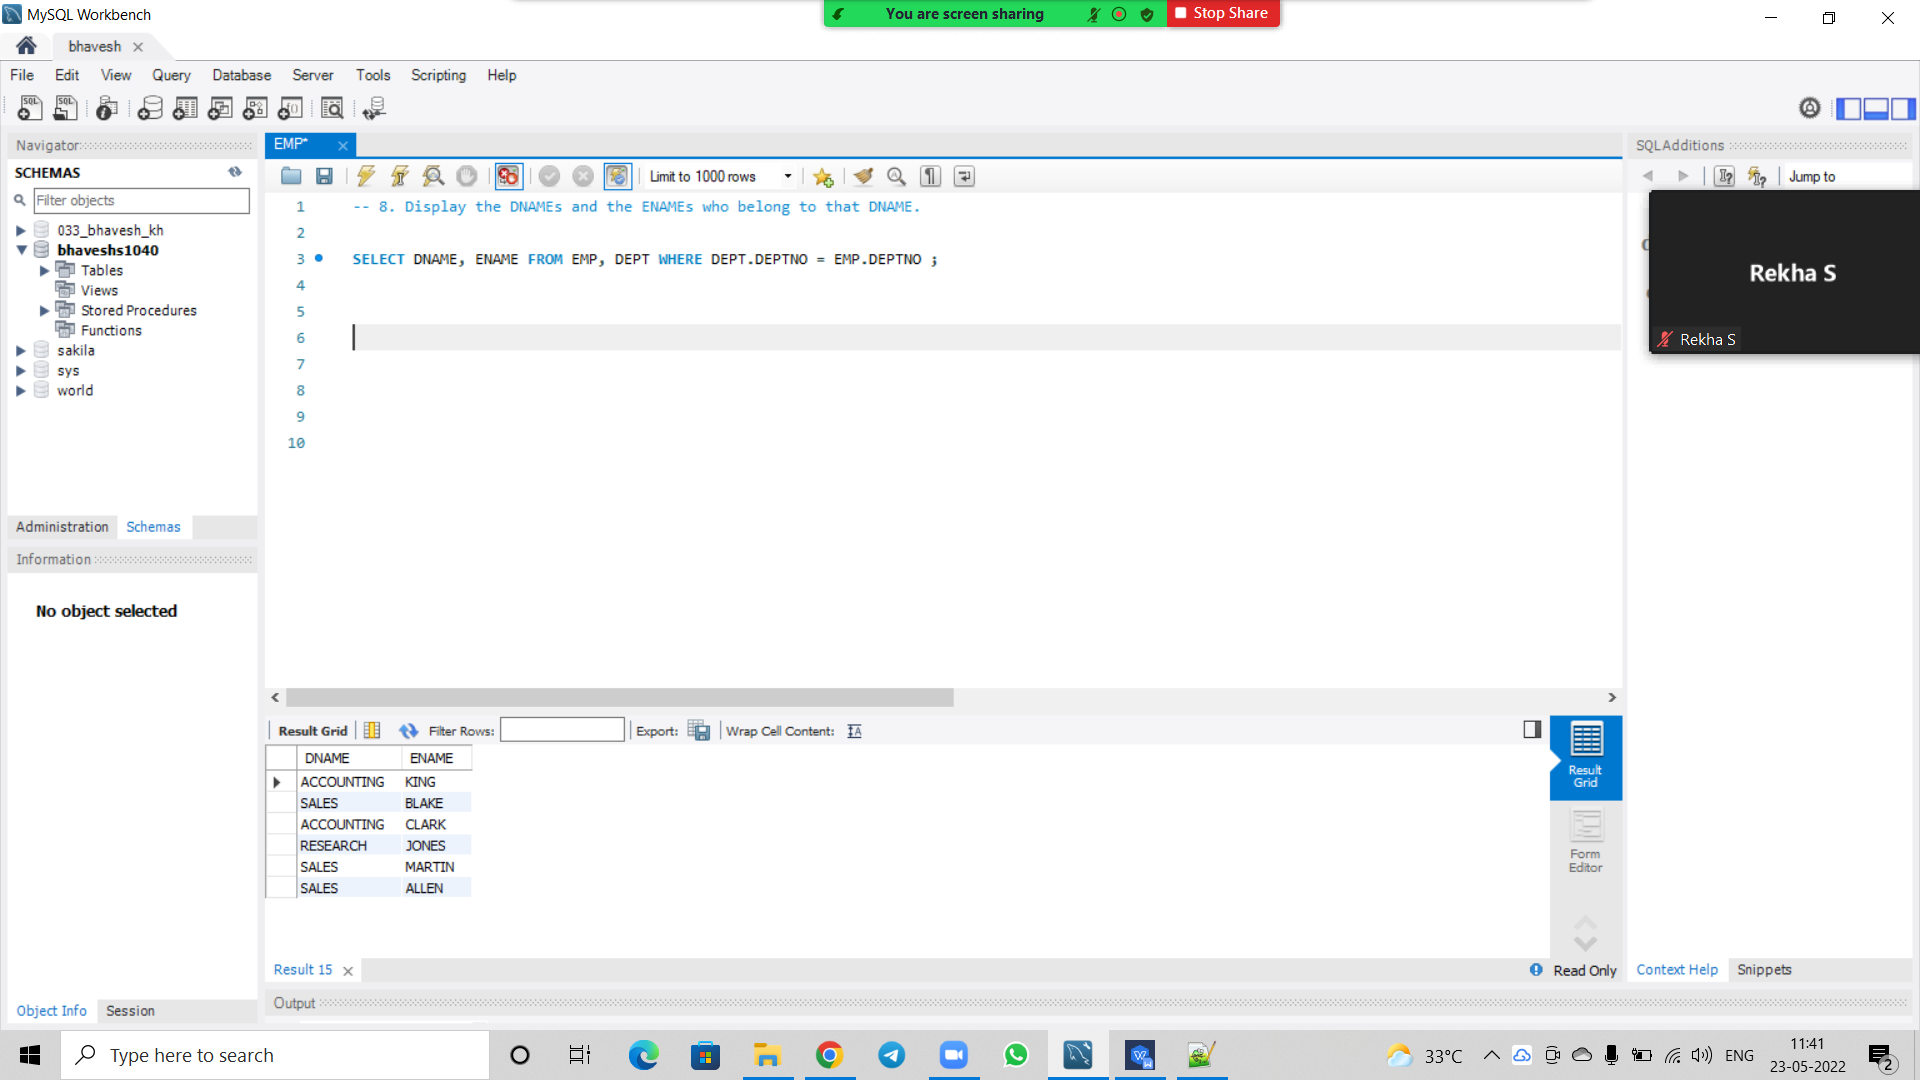 MySQL Workbench
You are screen sharing
Stop Share
bhavesh
File Edit View Query Database Server Tools Scripting Help
Navigator
SCHEMAS
Filter objects
033_bhavesh_kh
bhaveshs1040
Tables
Views
Stored Procedures
Functions
sakila
sys
world
Administration Schemas
Information
No object selected
Object Info Session
EMP*
Limit to 1000 rows
1 -- 8. Display the DNAMEs and the ENAMEs who belong to that DNAME.
2
3 SELECT DNAME, ENAME FROM EMP, DEPT WHERE DEPT.DEPTNO = EMP.DEPTNO ;
4
5
6
7
8
9
10
Result Grid Filter Rows: Export: Wrap Cell Content:
DNAME ENAME
ACCOUNTING KING
SALES BLAKE
ACCOUNTING CLARK
RESEARCH JONES
SALES MARTIN
SALES ALLEN
Result
Grid
Form
Editor
Result 15
Read Only
Output
SQLAdditions
Jump to
Rekha S
Rekha S
Context Help Snippets
Type here to search
33°C
ENG
11:41
23-05-2022
2